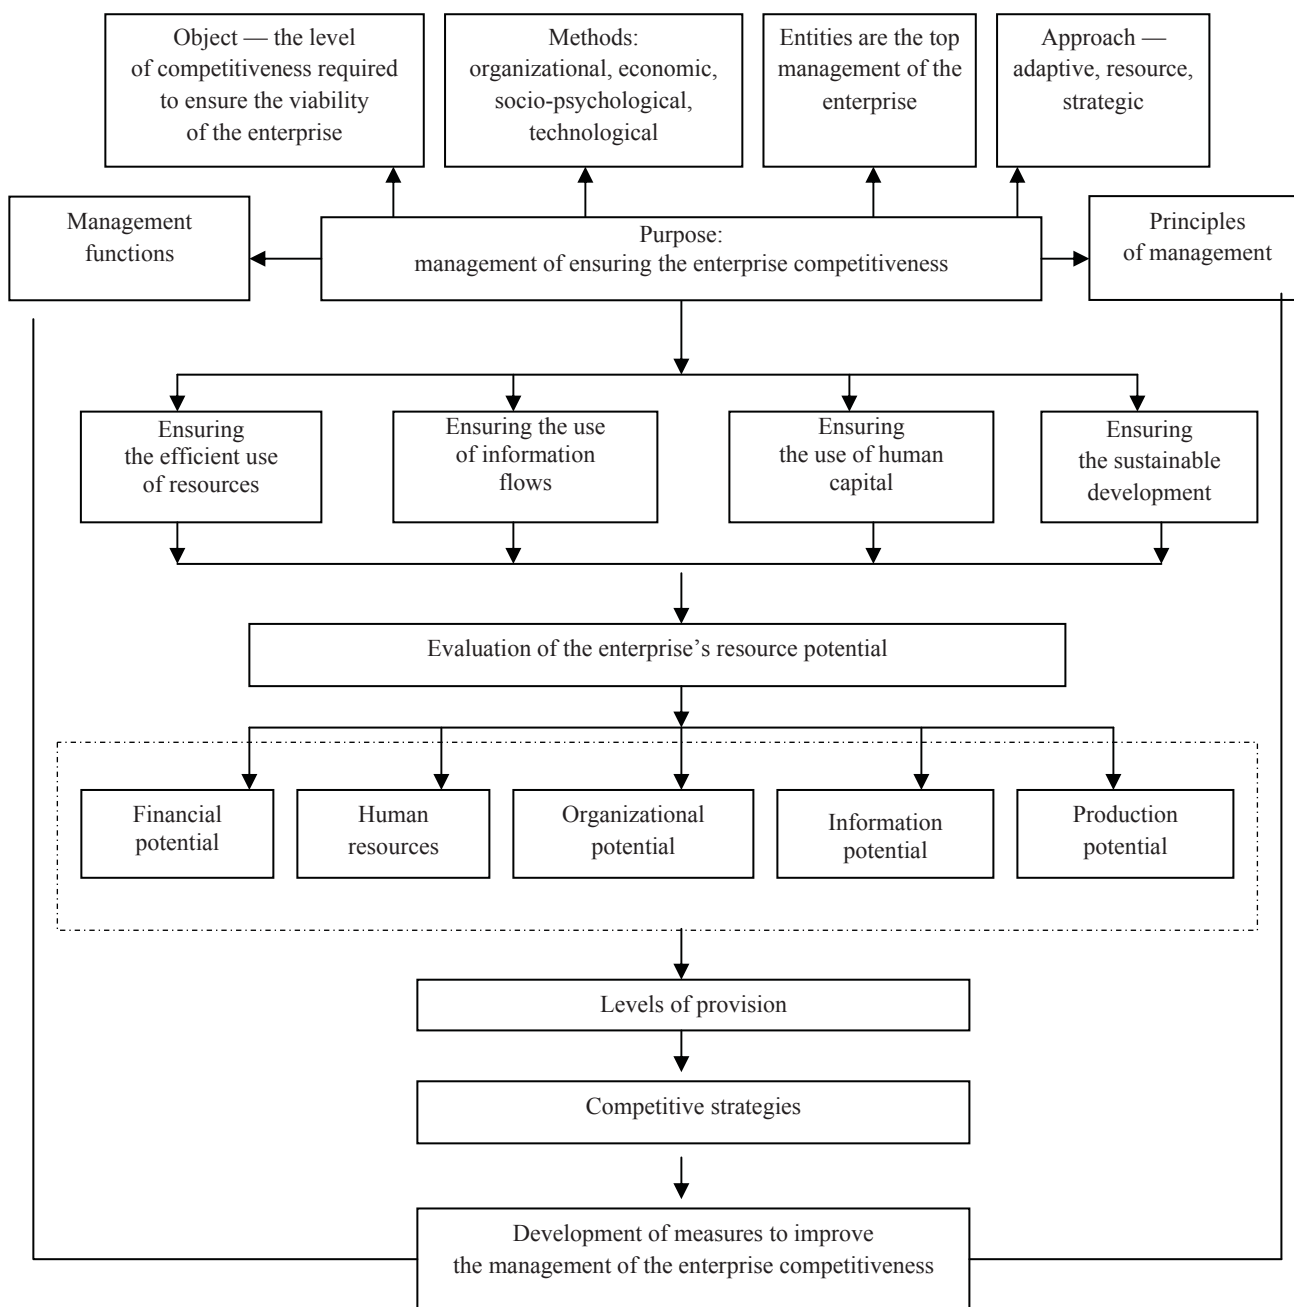 Object — the level
of competitiveness required
to ensure the viability
of the enterprise
Methods:
organizational, economic,
socio-psychological,
technological
Entities are the top
management of the
enterprise
Approach —
adaptive, resource,
strategic
Management
functions
Purpose:
management of ensuring the enterprise competitiveness
Principles
of management
Ensuring
the efficient use
of resources
Ensuring the use
of information
flows
Ensuring
the use of human
capital
Ensuring
the sustainable
development
Evaluation of the enterprise’s resource potential
Financial
potential
Human
resources
Organizational
potential
Information
potential
Production
potential
Levels of provision
Competitive strategies
Development of measures to improve
the management of the enterprise competitiveness